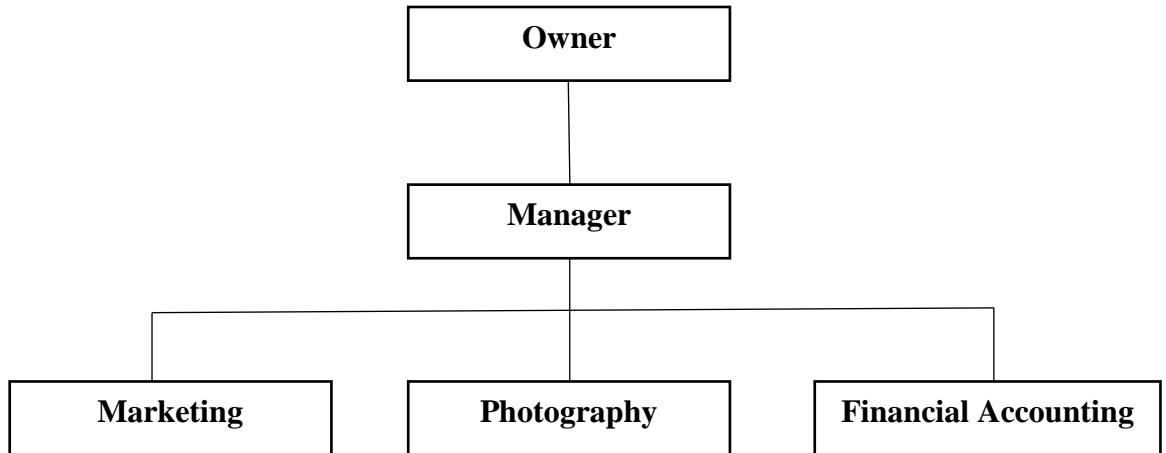 Owner
Manager
Marketing
Photography
Financial Accounting